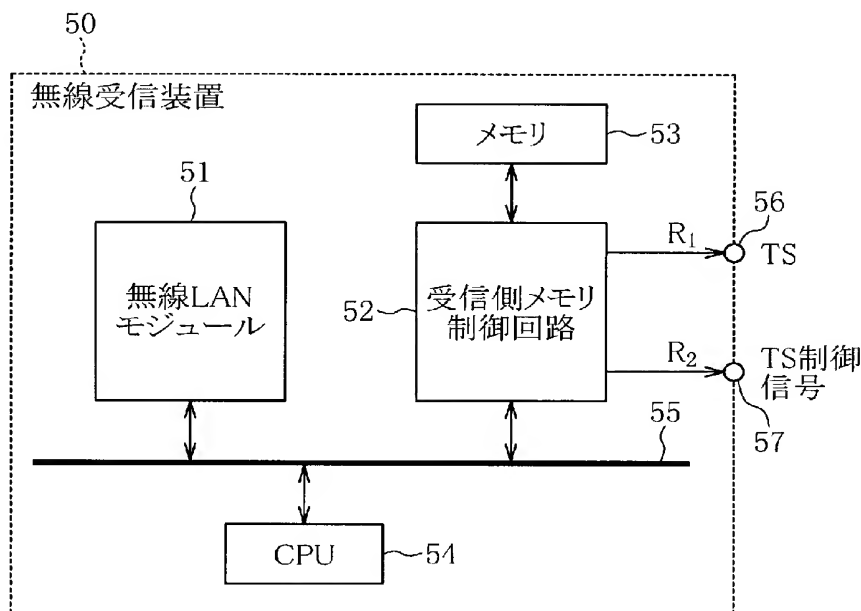 50
無線受信装置
メモリ
53
51
無線LAN
モジュール
52
受信側メモリ
制御回路
R1
56
TS
R2
TS制御
信号
57
55
CPU
54